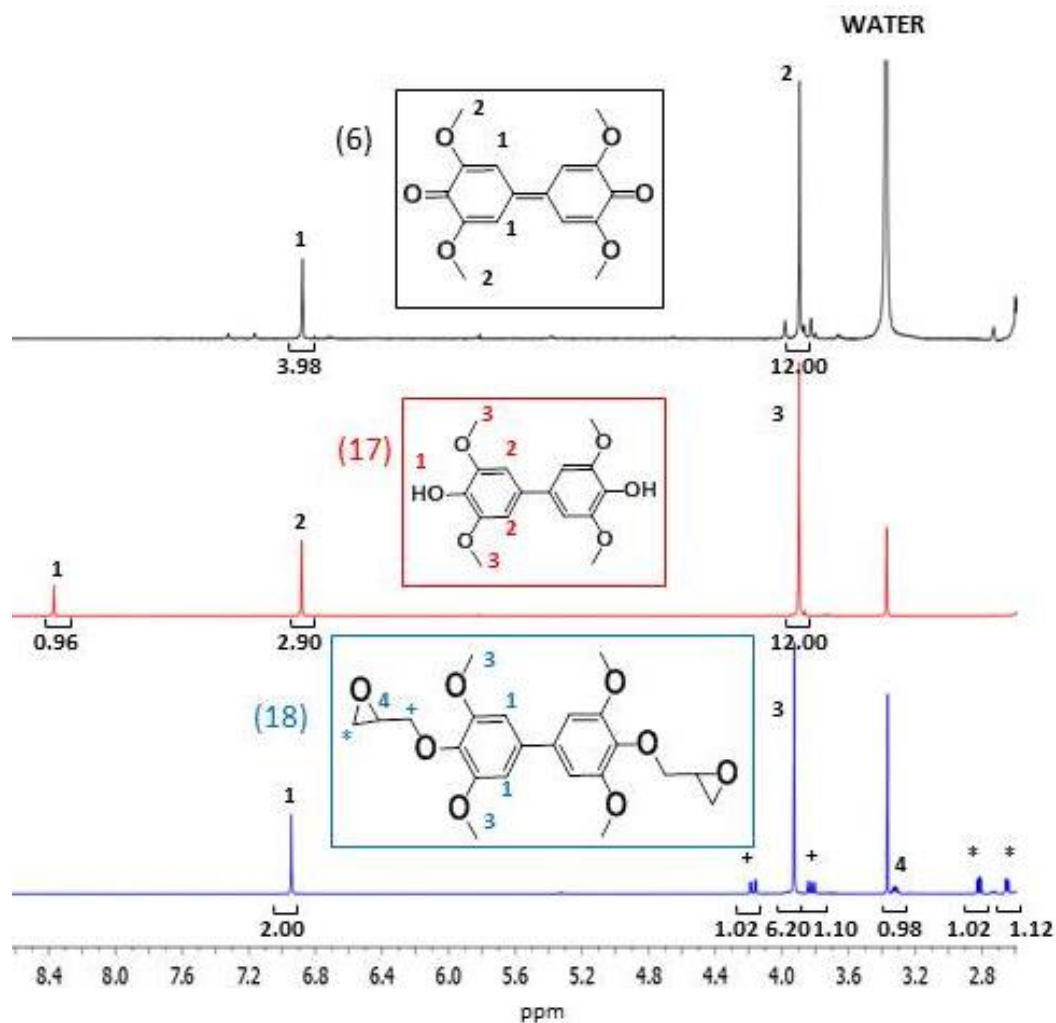 WATER
2
(6)
2
1
O
O
O
O
O
O
1
2
1
3.98
12.00
(17)
3
O
O
2
1
HO
OH
O
O
2
3
1
2
3
0.96
2.90
12.00
(18)
3
O
O
O
4
+
1
*
O
O
O
1
O
O
3
3
1
+
+
4
*
*
2.00
1.02 6.20 1.10 0.98 1.02 1.12
8.4 8.0 7.6 7.2 6.8 6.4 6.0 5.6 5.2 4.8 4.4 4.0 3.6 3.2 2.8
ppm